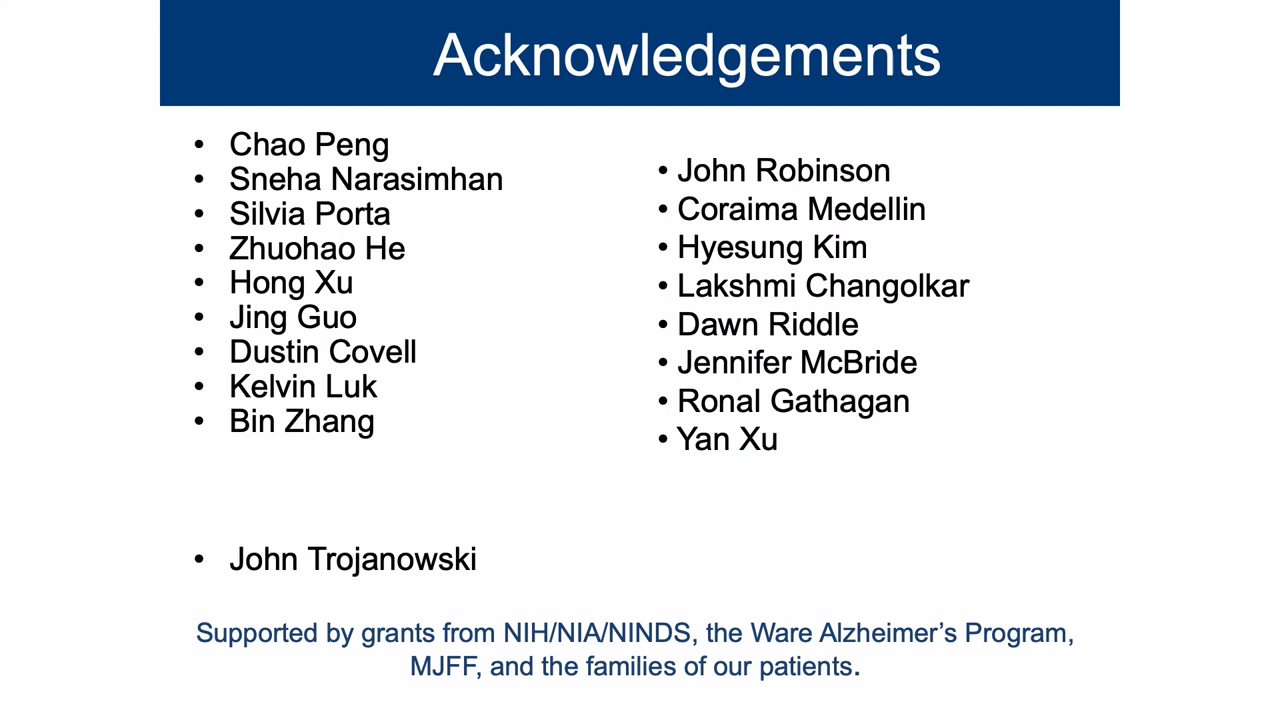 Acknowledgements
• Chao Peng
• Sneha Narasimhan
• Silvia Porta
• Zhuohao He
• Hong Xu
• Jing Guo
• Dustin Covell
• Kelvin Luk
• Bin Zhang
• John Robinson
• Coraima Medellin
• Hyesung Kim
• Lakshmi Changolkar
• Dawn Riddle
• Jennifer McBride
• Ronal Gathagan
• Yan Xu
• John Trojanowski
Supported by grants from NIH/NIA/NINDS, the Ware Alzheimer’s Program,
MJFF, and the families of our patients.